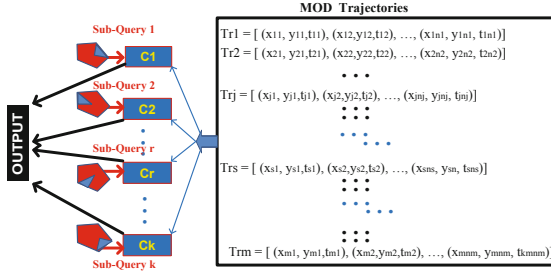 MOD Trajectories
Sub-Query 1
C1
Sub-Query 2
C2
Sub-Query r
Cr
Ck
Sub-Query k
OUTPUT
Tr1 = [ (x11, y11,t11), (x12,y12,t12), …, (x1n1, y1n1, t1n1)]
Tr2 = [ (x21, y21,t21), (x22,y22,t22), …, (x2n2, y2n2, t2n2)]
Trj = [ (xj1, yj1,tj1), (xj2,yj2,tj2), …, (xjnj, yjnj, tjnj)]
Trs = [ (xs1, ys1,ts1), (xs2,ys2,ts2), …, (xsns, ysn, tsns)]
Trm = [ (xm1, ym1,tm1), (xm2,ym2,tm2), …, (xmnm, ymnm, tkmnm)]